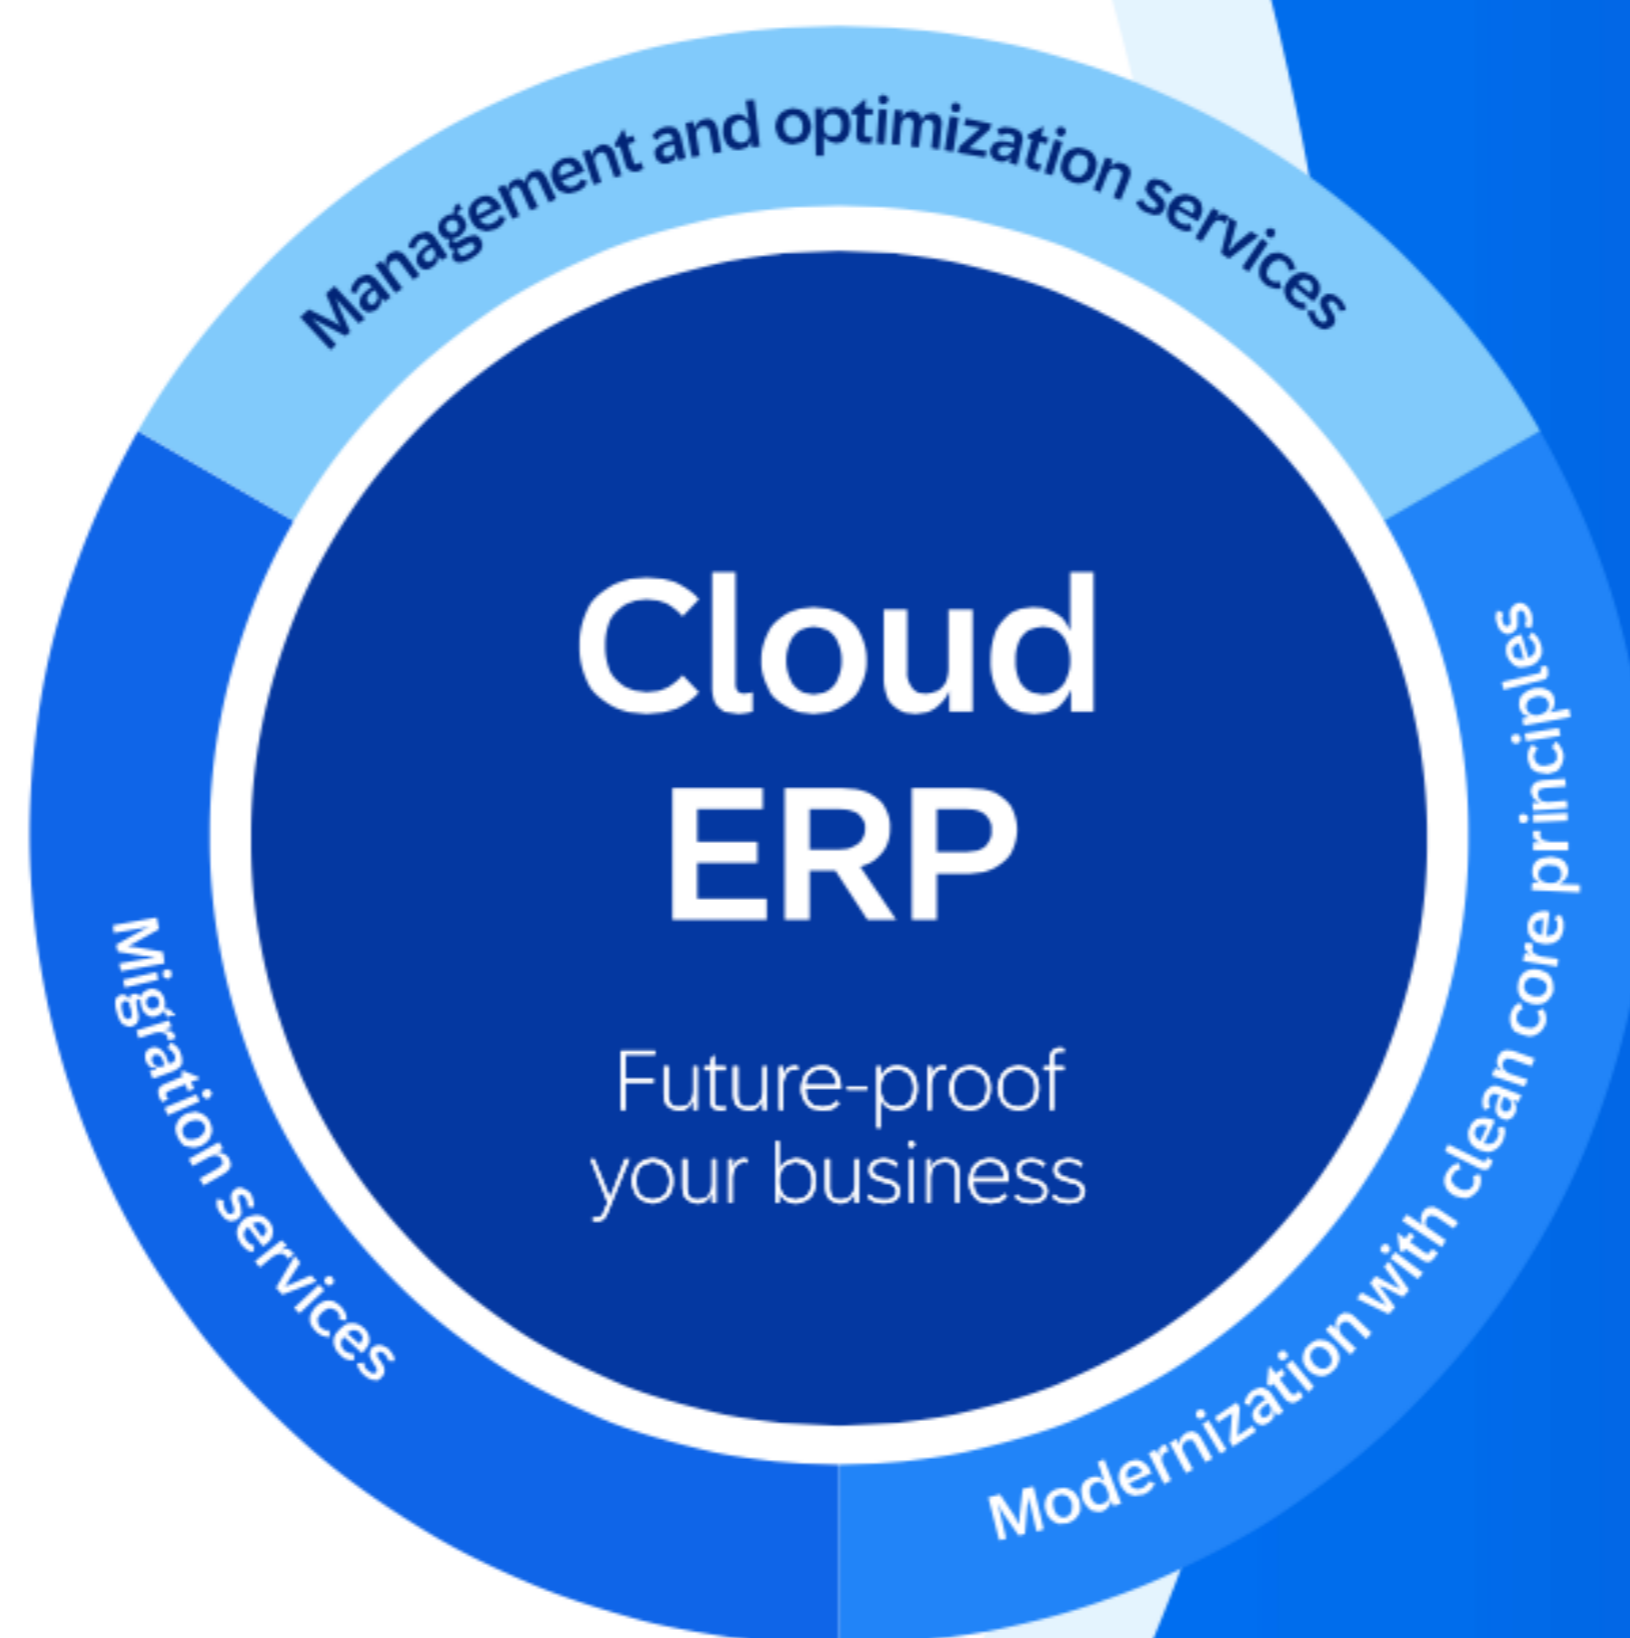 Management and optimization services
Cloud
ERP
Future-proof
your business
Migration services
Modernization with clean core principles